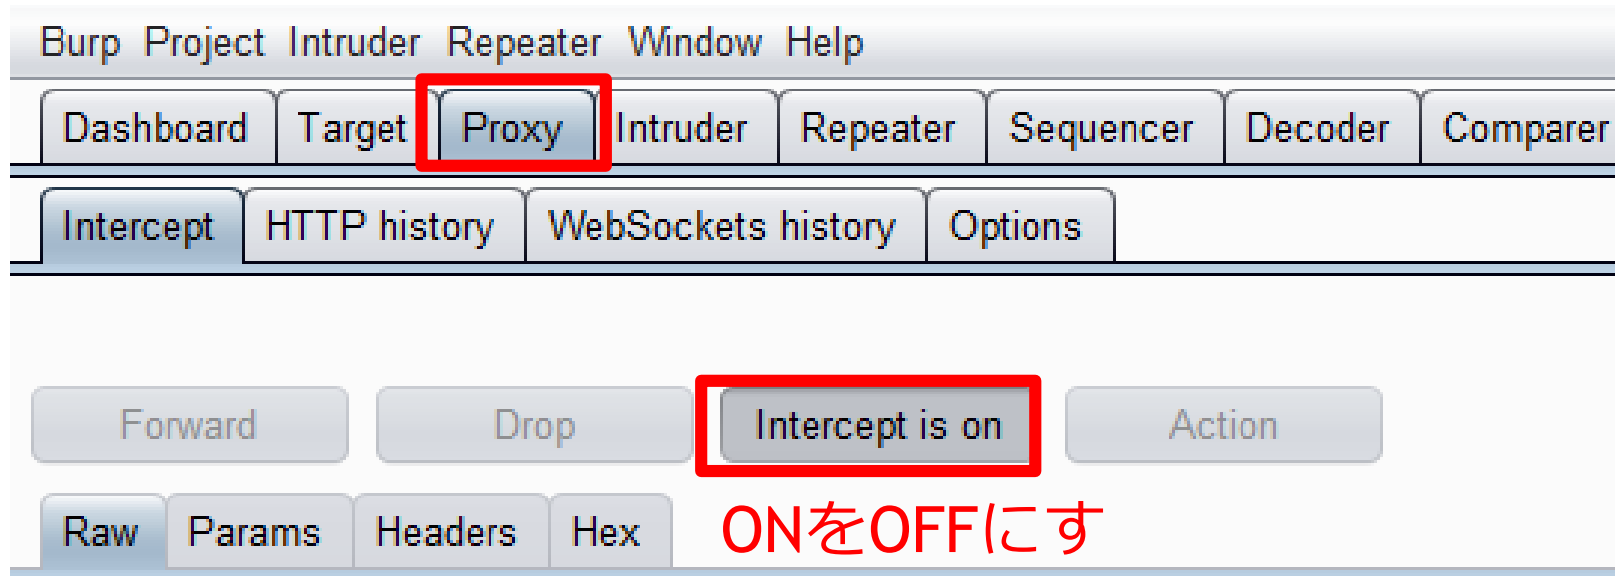 Burp Project Intruder Repeater Window Help
Dashboard Target Proxy Intruder Repeater Sequencer Decoder Comparer
Intercept HTTP history WebSockets history Options
Forward Drop Intercept is on Action
Raw Params Headers Hex ONをOFFにす